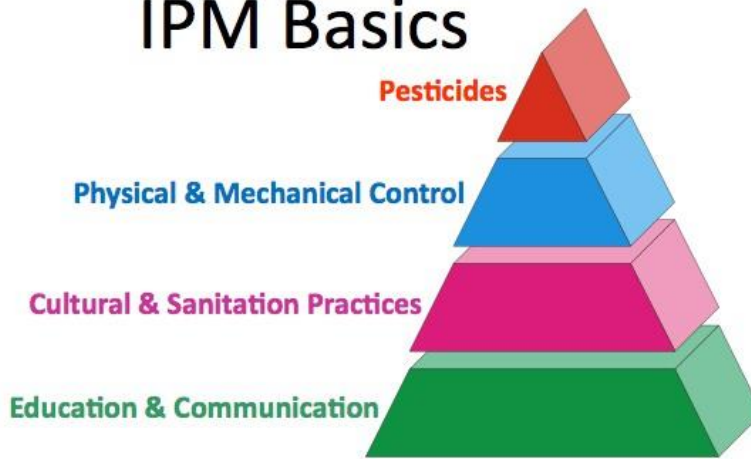 IPM Basics
Pesticides
Physical & Mechanical Control
Cultural & Sanitation Practices
Education & Communication